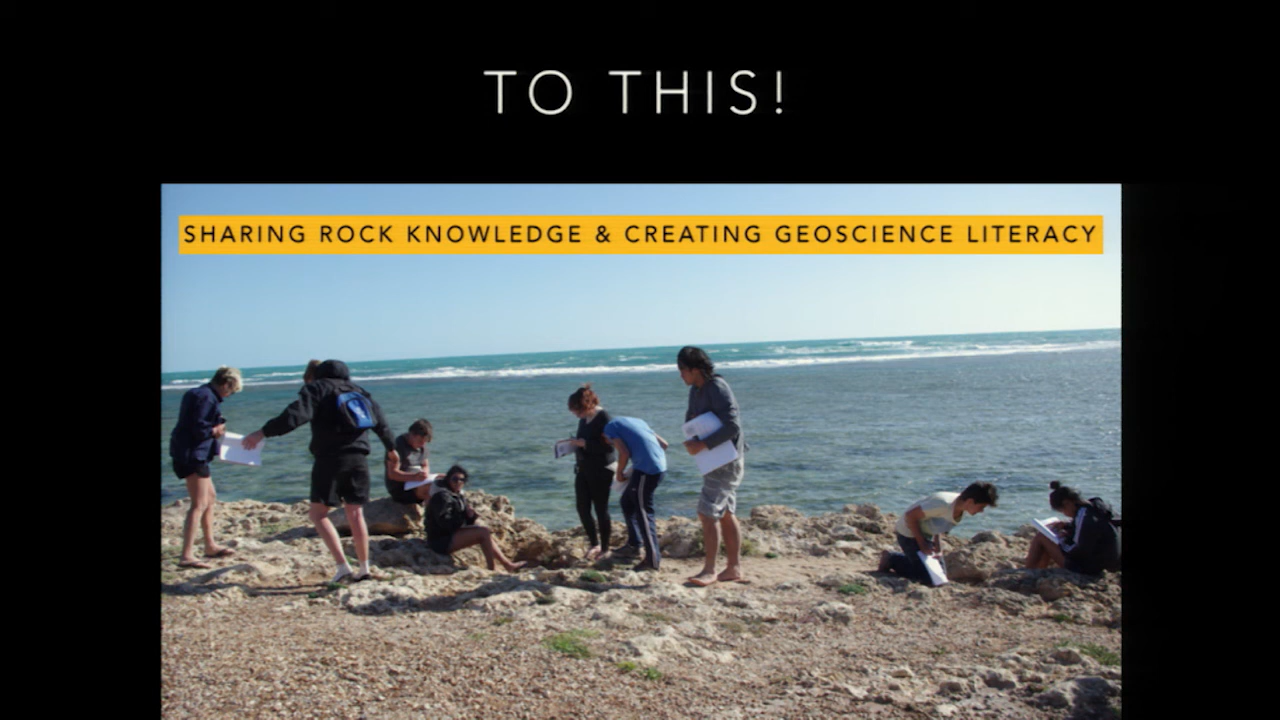 TO THIS!
SHARING ROCK KNOWLEDGE & CREATING GEOSCIENCE LITERACY